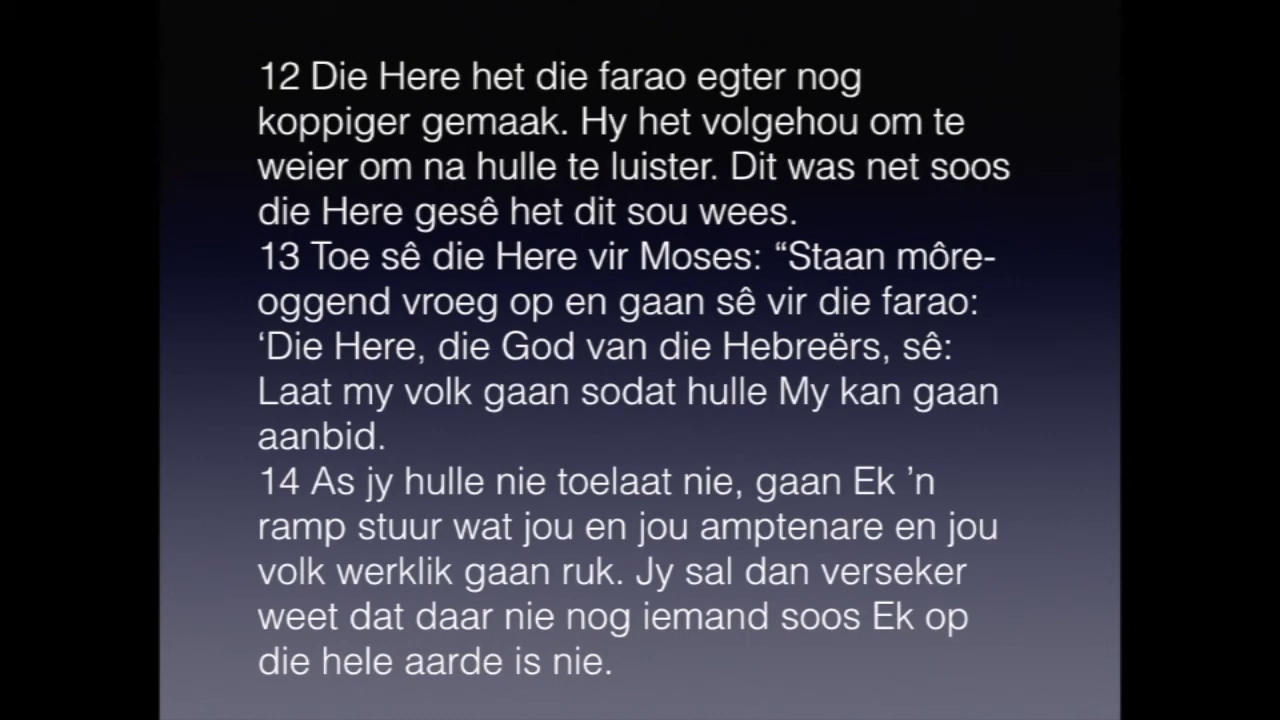 12 Die Here het die farao egter nog
koppiger gemaak. Hy het volgehou om te
weier om na hulle te luister. Dit was net soos
die Here gesê het dit sou wees.
13 Toe sê die Here vir Moses: “Staan môre-
oggend vroeg op en gaan sê vir die farao:
‘Die Here, die God van die Hebreërs, sê:
Laat my volk gaan sodat hulle My kan gaan
aanbid.
14 As jy hulle nie toelaat nie, gaan Ek ’n
ramp stuur wat jou en jou amptenare en jou
volk werklik gaan ruk. Jy sal dan verseker
weet dat daar nie nog iemand soos Ek op
die hele aarde is nie.